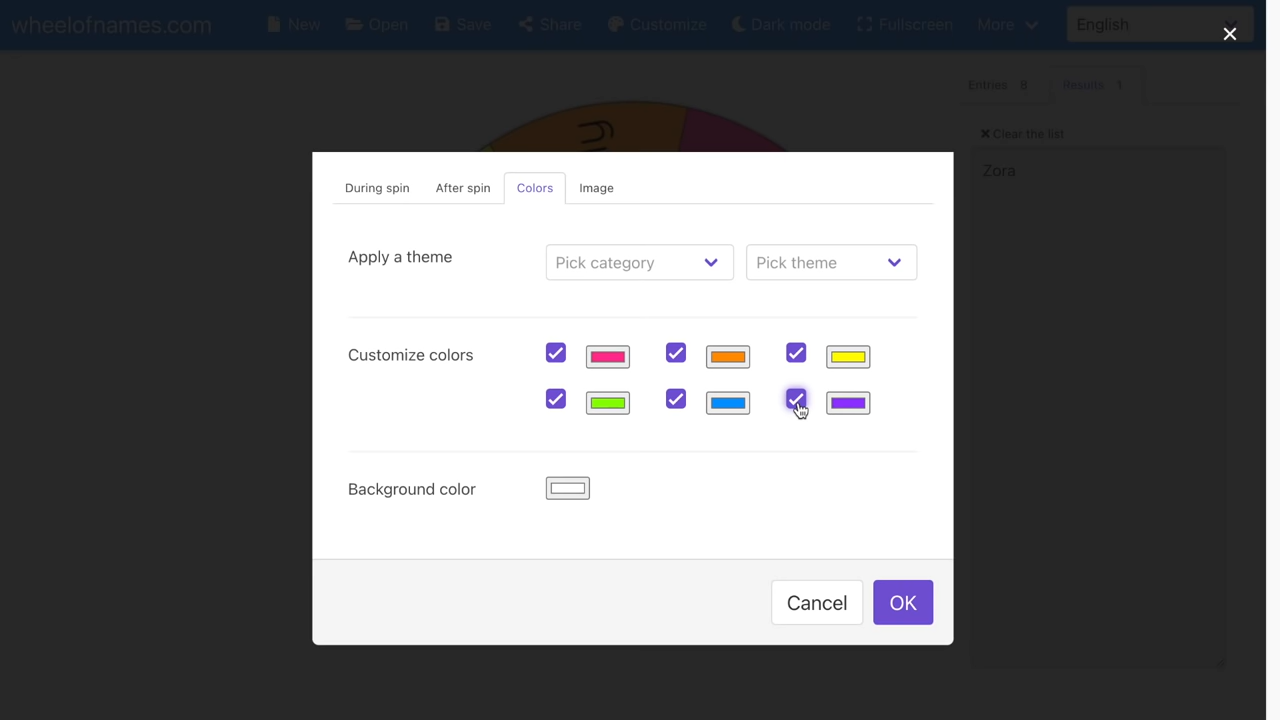 wheelofnames.com New Open Save Share Customize Dark mode Fullscreen More English
Entries 8 Results 1
Clear the list
Zora
During spin After spin Colors Image
Apply a theme Pick category Pick theme
Customize colors
Background color
Cancel OK